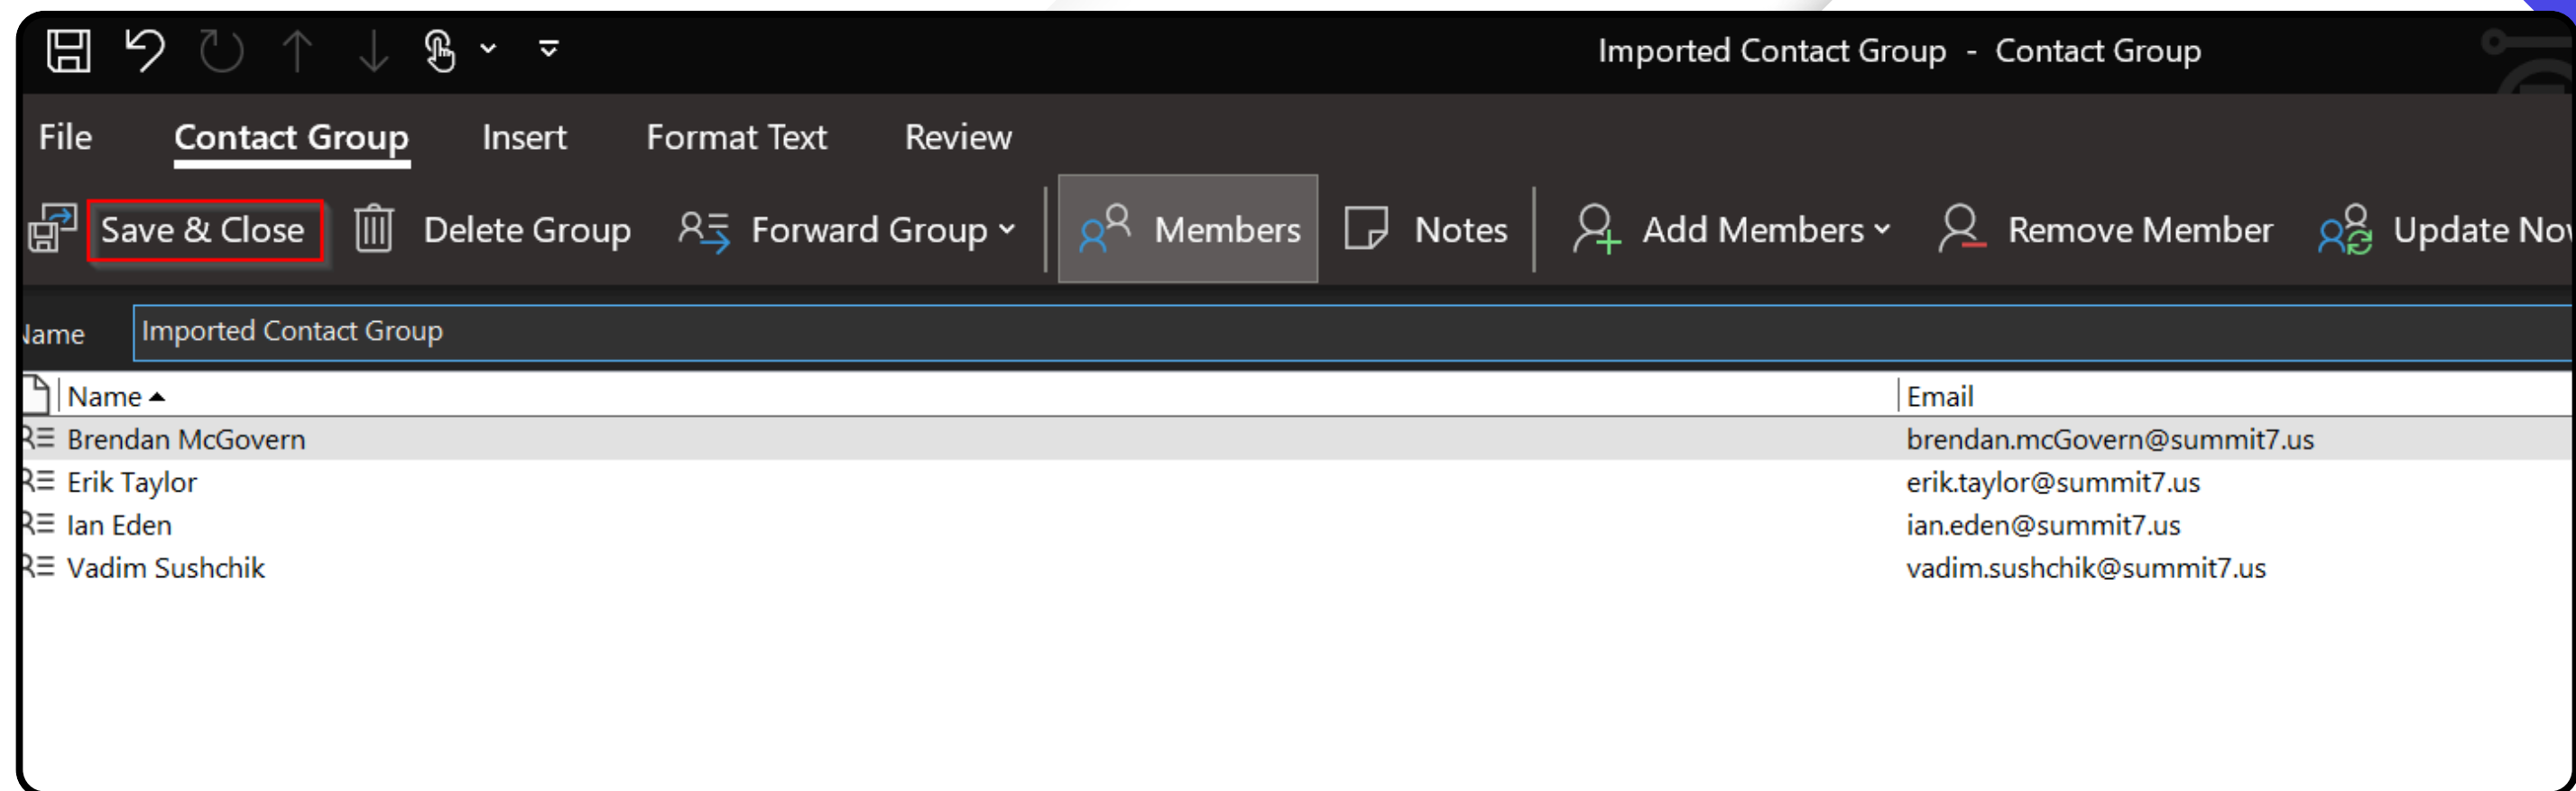 Imported Contact Group - Contact Group
File Contact Group Insert Format Text Review
Save & Close Delete Group Forward Group Members Notes Add Members Remove Member Update
Name Imported Contact Group
Name Email
Brendan McGovern brendan.mcGovern@summit7.us
Erik Taylor erik.taylor@summit7.us
Ian Eden ian.eden@summit7.us
Vadim Sushchik vadim.sushchik@summit7.us